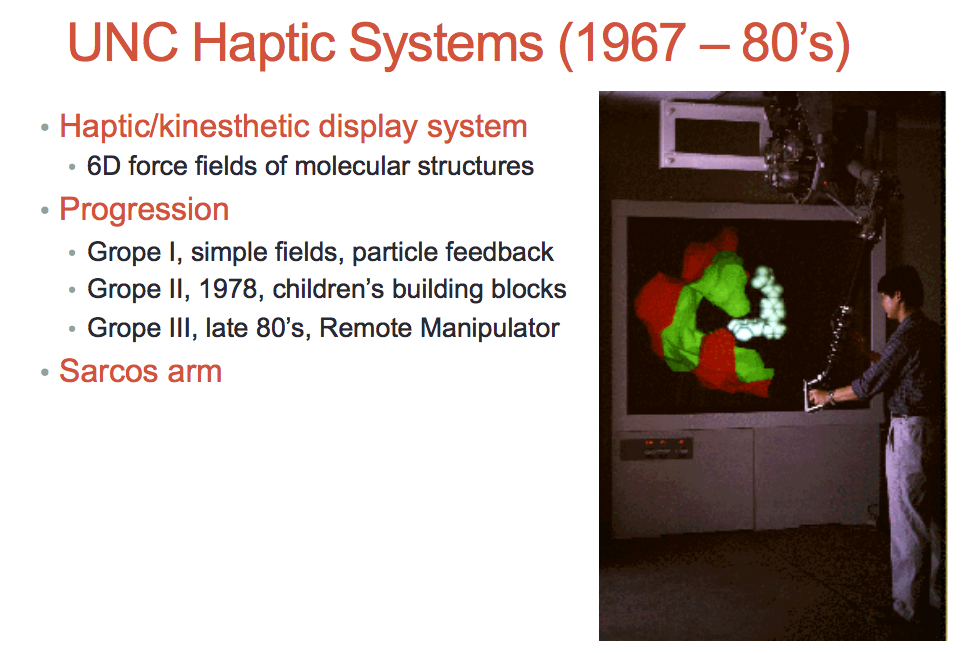 UNC Haptic Systems (1967 – 80’s)
• Haptic/kinesthetic display system
• 6D force fields of molecular structures
• Progression
• Grope I, simple fields, particle feedback
• Grope II, 1978, children’s building blocks
• Grope III, late 80’s, Remote Manipulator
• Sarcos arm